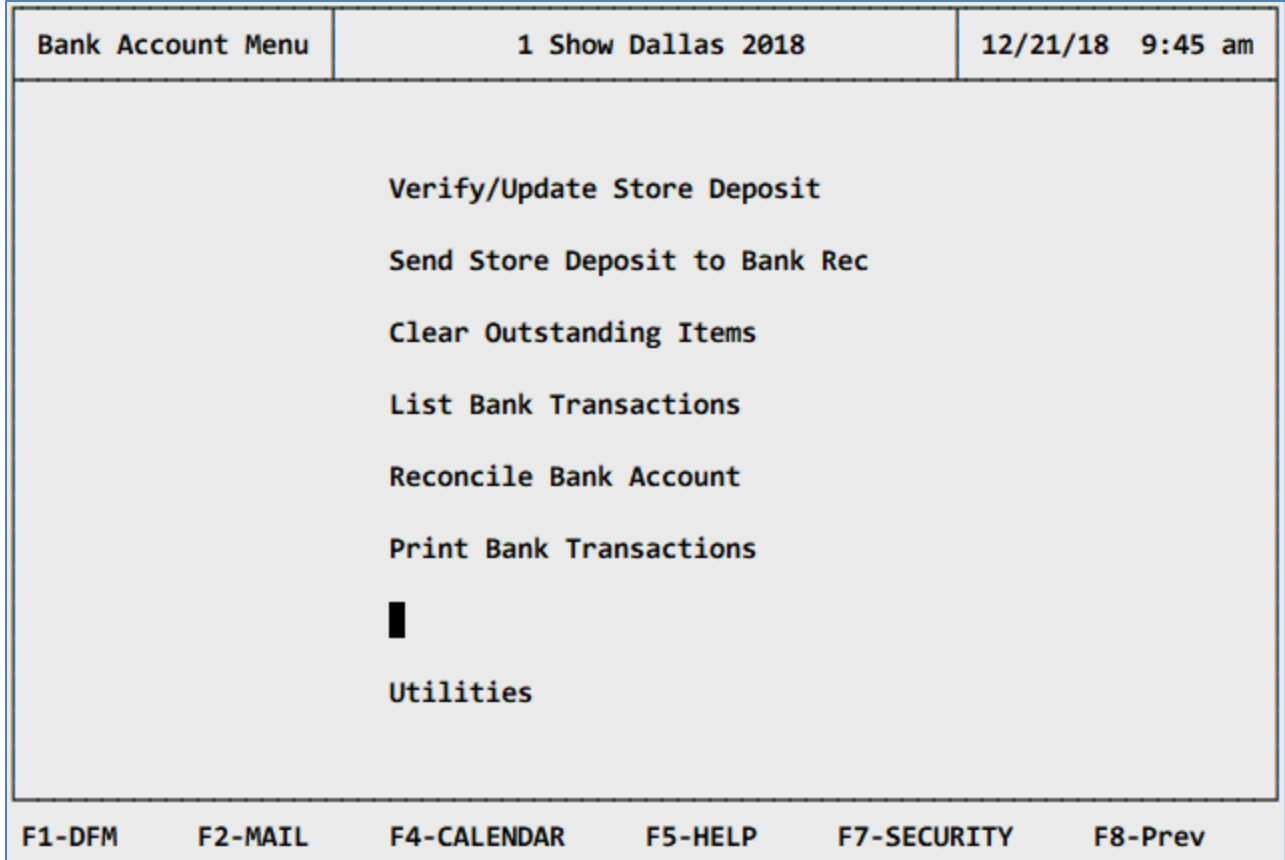 Bank Account Menu 1 Show Dallas 2018 12/21/18 9:45 am
Verify/Update Store Deposit
Send Store Deposit to Bank Rec
Clear Outstanding Items
List Bank Transactions
Reconcile Bank Account
Print Bank Transactions
Utilities
F1-DFM F2-MAIL F4-CALENDAR F5-HELP F7-SECURITY F8-Prev